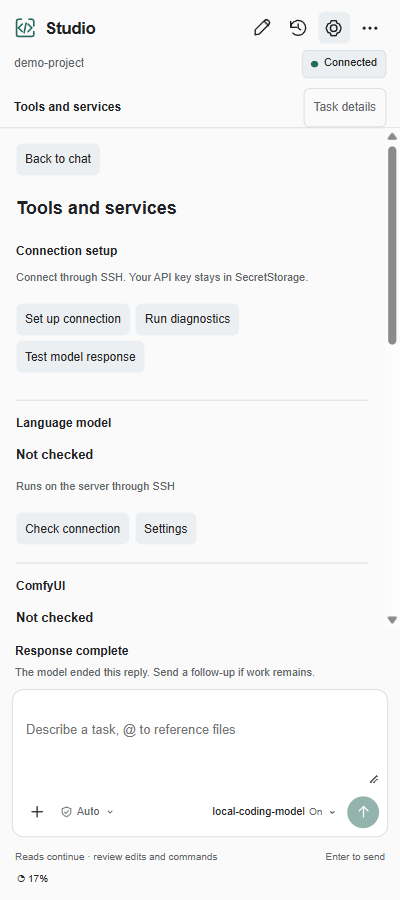 Studio
demo-project
Connected
Tools and services
Task details
Back to chat
Tools and services
Connection setup
Connect through SSH. Your API key stays in SecretStorage.
Set up connection
Run diagnostics
Test model response
Language model
Not checked
Runs on the server through SSH
Check connection
Settings
ComfyUI
Not checked
Response complete
The model ended this reply. Send a follow-up if work remains.
Describe a task, @ to reference files
Auto
local-coding-model On
Reads continue · review edits and commands
Enter to send
17%